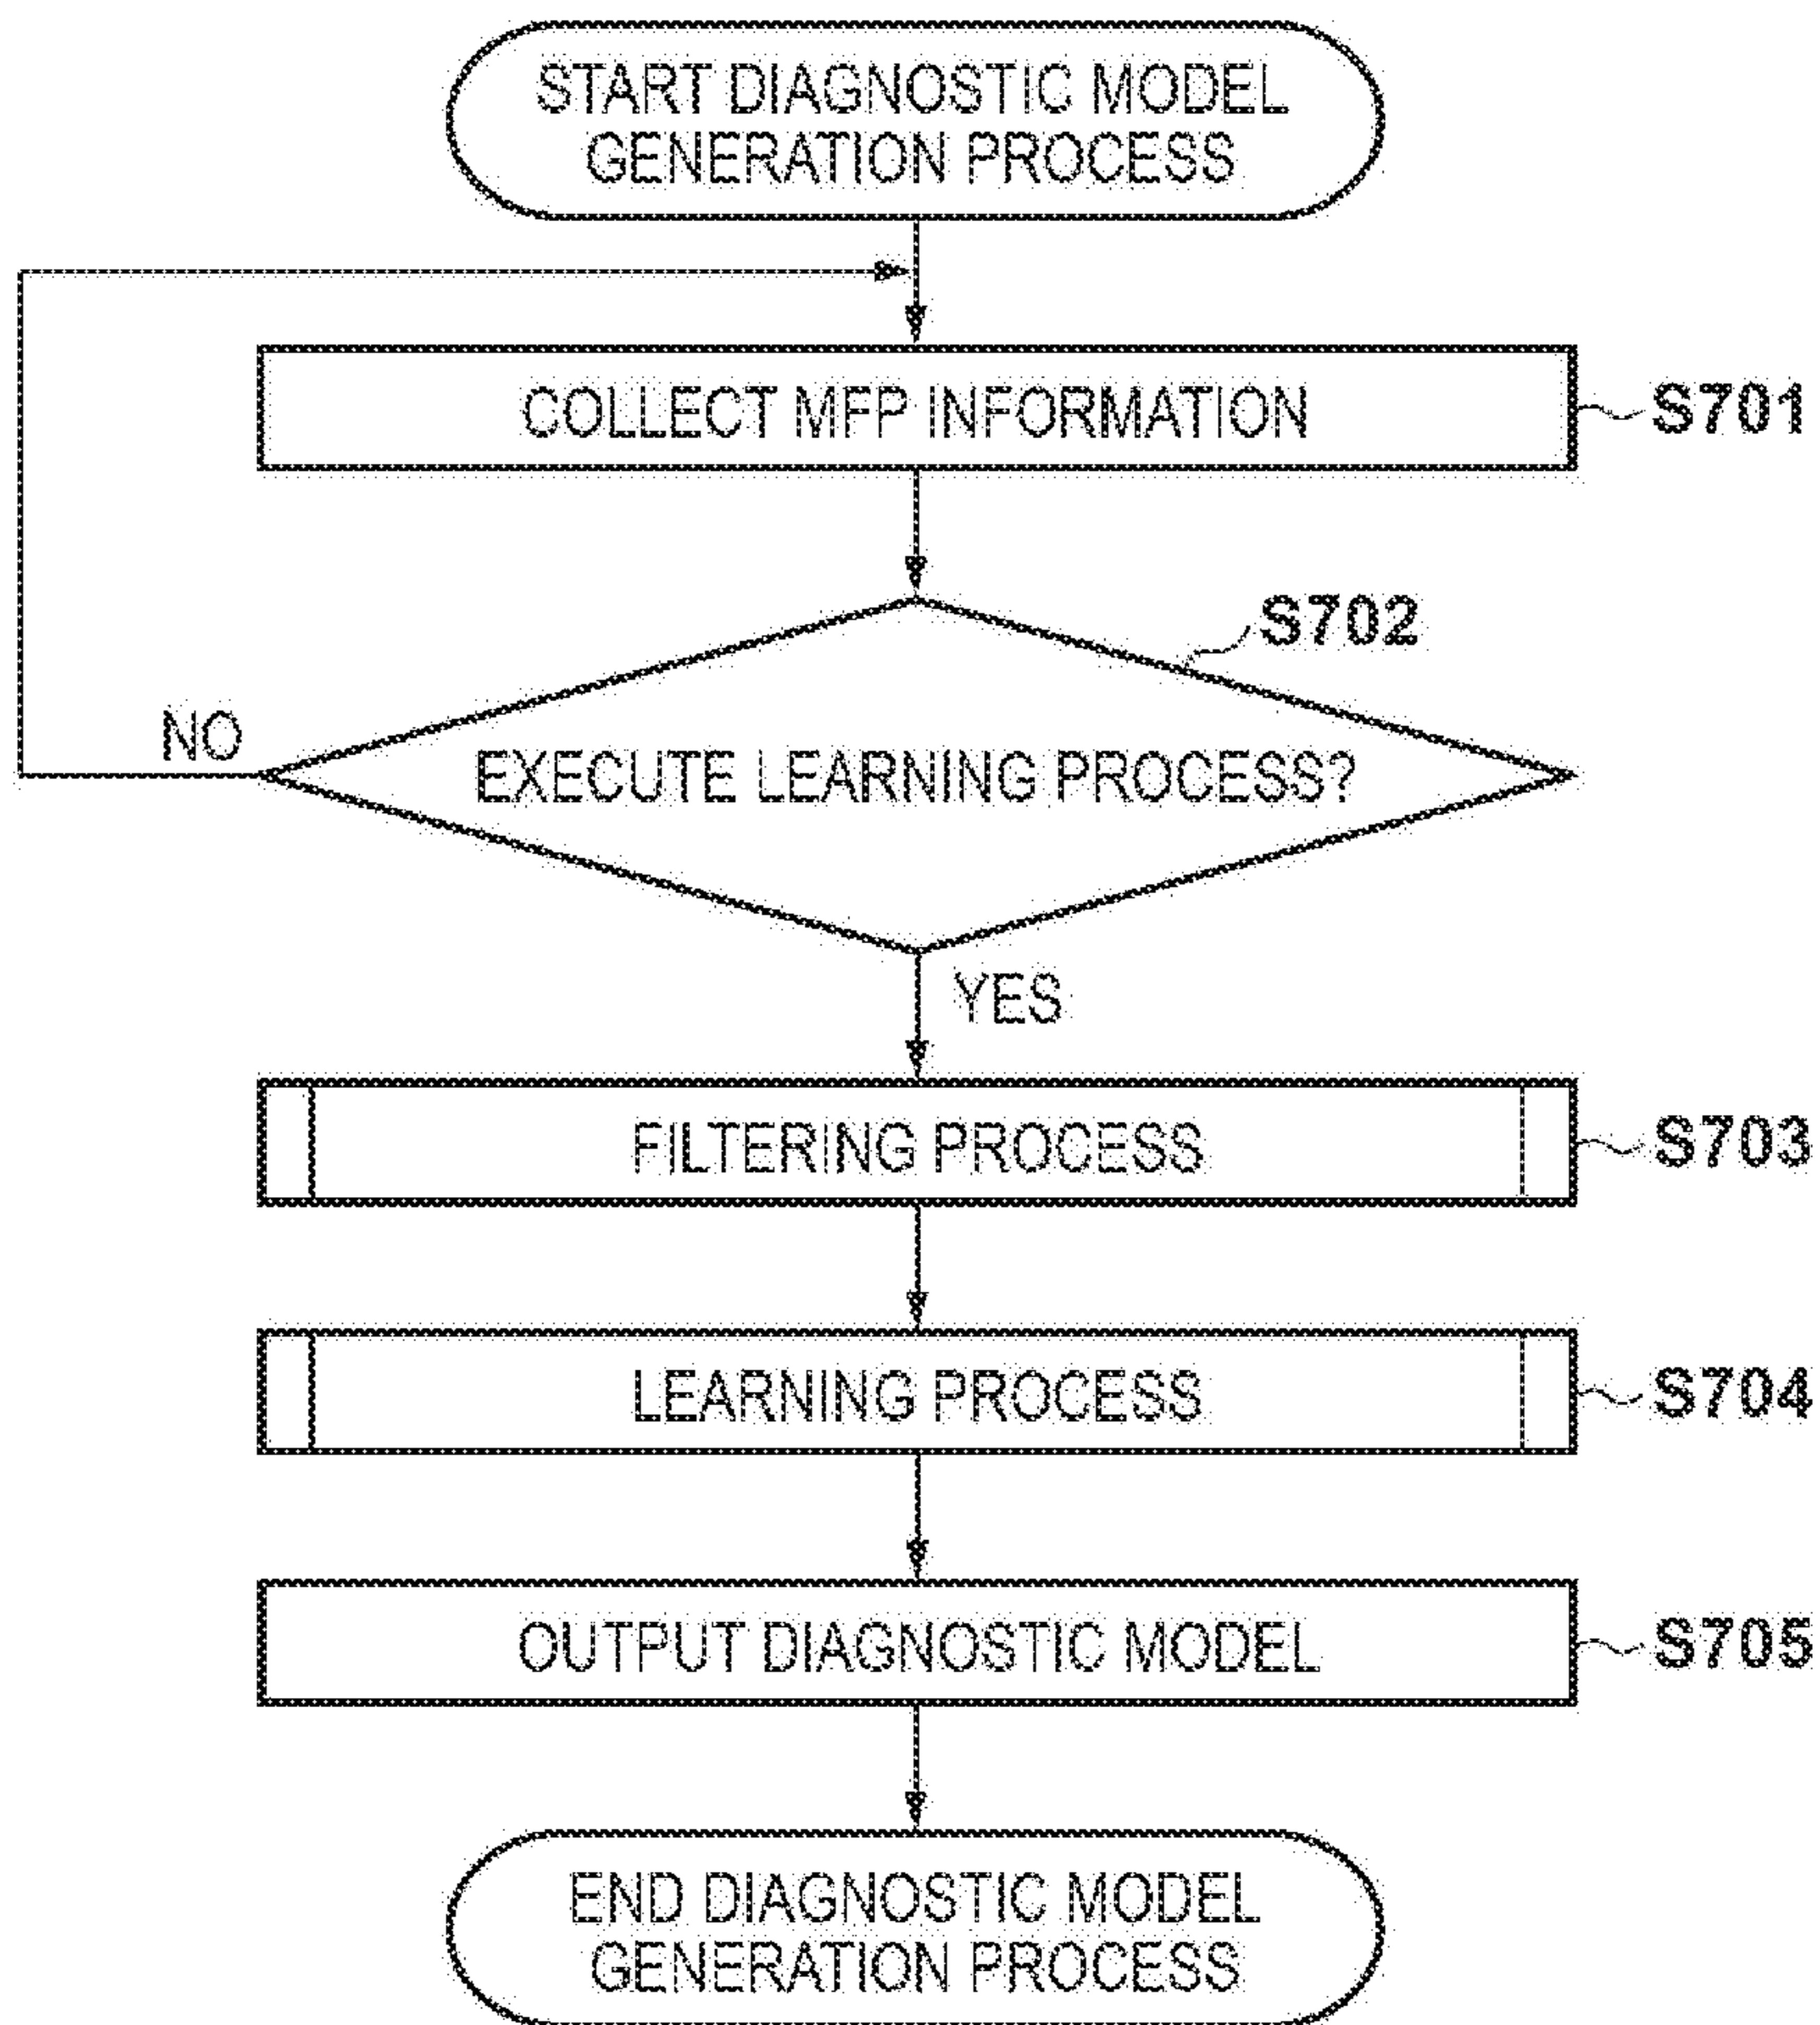 START DIAGNOSTIC MODEL
GENERATION PROCESS
COLLECT MFP INFORMATION
S701
S702
NO
EXECUTE LEARNING PROCESS?
YES
FILTERING PROCESS
S703
LEARNING PROCESS
S704
OUTPUT DIAGNOSTIC MODEL
S705
END DIAGNOSTIC MODEL
GENERATION PROCESS